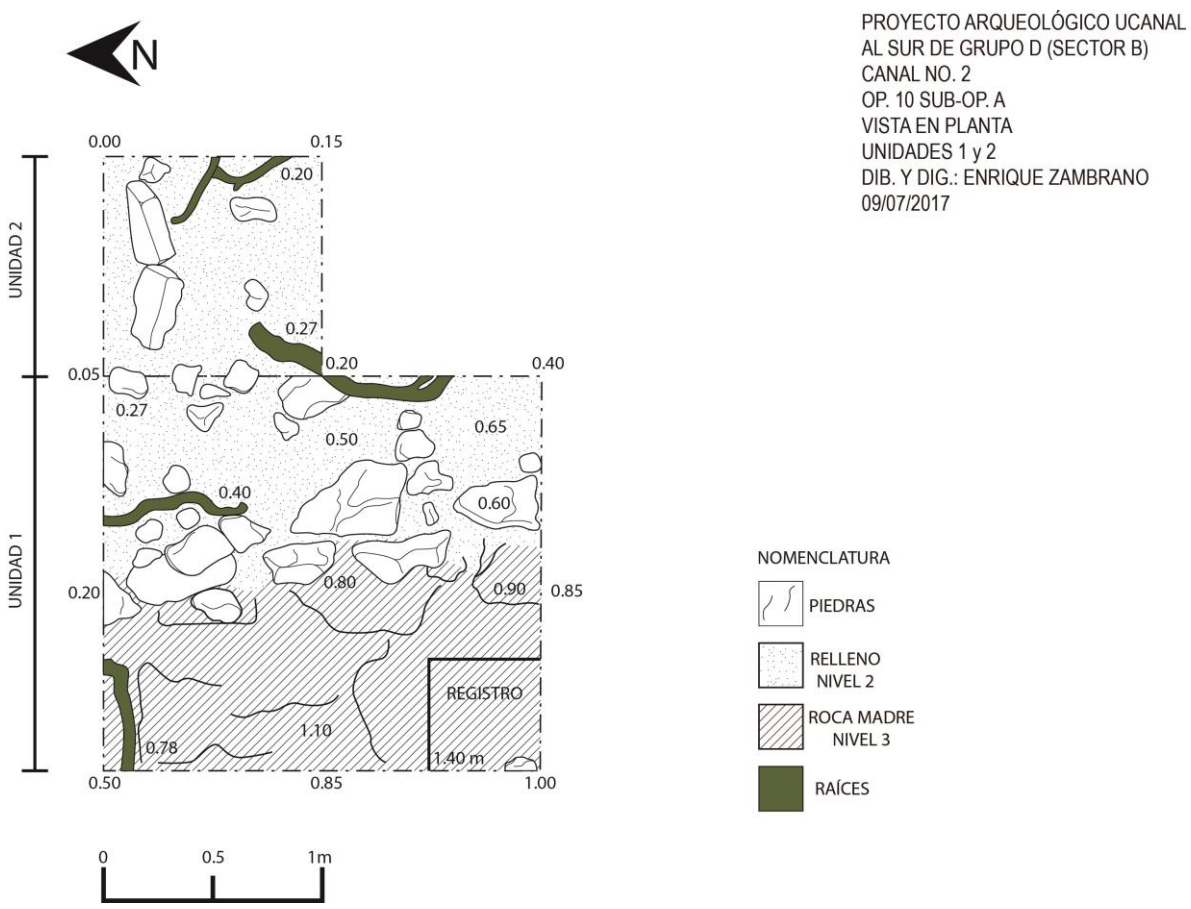 N
PROYECTO ARQUEOLÓGICO UCANAL
AL SUR DE GRUPO D (SECTOR B)
CANAL NO. 2
OP. 10 SUB-OP. A
VISTA EN PLANTA
UNIDADES 1 y 2
DIB. Y DIG.: ENRIQUE ZAMBRANO
09/07/2017
0.00
0.15
0.20
UNIDAD 2
0.27
0.20
0.40
0.05
0.27
0.65
0.50
0.40
0.60
UNIDAD 1
0.80
0.90
0.20
0.85
REGISTRO
1.10
0.78
1.40 m
0.50
0.85
1.00
NOMENCLATURA
PIEDRAS
RELLENO
NIVEL 2
ROCA MADRE
NIVEL 3
RAÍCES
0
0.5
1m